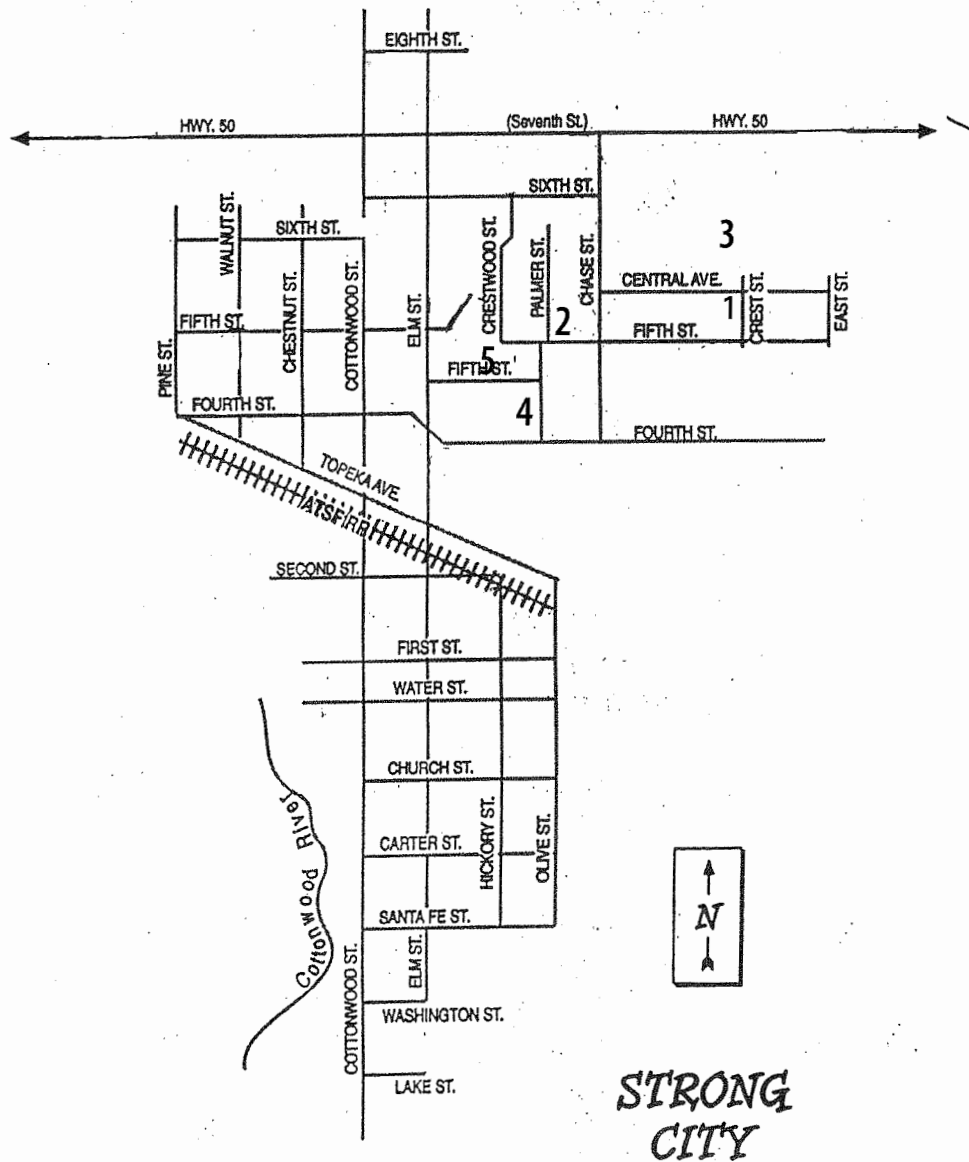 EIGHTH ST.
HWY. 50
(Seventh St.)
HWY. 50
SIXTH ST.
WALNUT ST.
SIXTH ST.
CRESTWOOD ST.
PALMER ST.
CHASE ST.
3
CENTRAL AVE.
CREST ST.
EAST ST.
1
PINE ST.
FIFTH ST.
CHESTNUT ST.
COTTONWOOD ST.
ELM ST.
2
FIFTH ST.
5
FIFTH ST.
4
FOURTH ST.
FOURTH ST.
TOPEKA AVE.
ATSF RR
SECOND ST.
FIRST ST.
WATER ST.
CHURCH ST.
Cottonwood River
CARTER ST.
HICKORY ST.
OLIVE ST.
SANTA FE ST.
N
COTTONWOOD ST.
ELM ST.
WASHINGTON ST.
LAKE ST.
STRONG
CITY